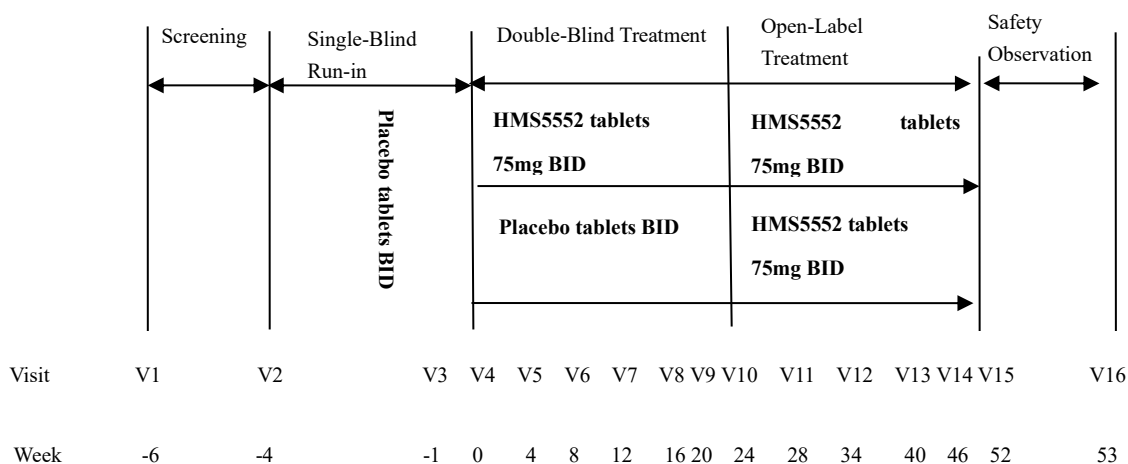 Screening
Single-Blind
Run-in
Double-Blind Treatment
Open-Label
Treatment
Safety
Observation
Placebo tablets BID
HMS5552 tablets
75mg BID
HMS5552 tablets
75mg BID
Placebo tablets BID
HMS5552 tablets
75mg BID
Visit V1 V2 V3 V4 V5 V6 V7 V8 V9 V10 V11 V12 V13 V14 V15 V16
Week -6 -4 -1 0 4 8 12 16 20 24 28 34 40 46 52 53